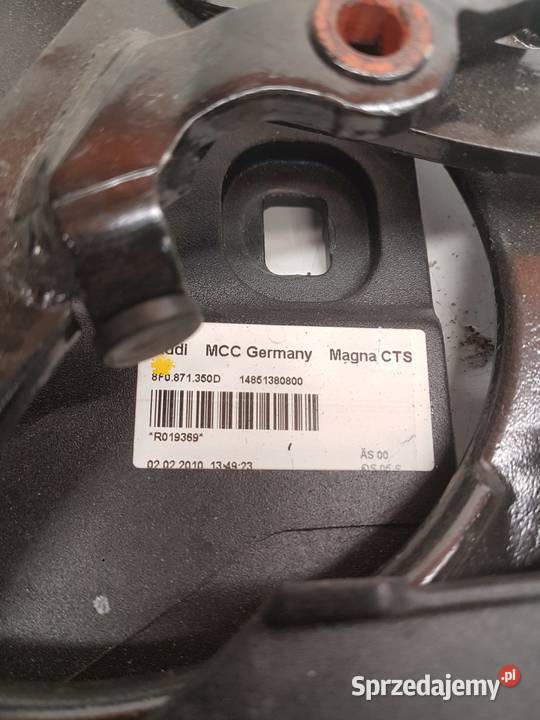 MCC Germany Magna CTS
8F0.871.350D 14851380800
*R019369*
ÄS 00
02.02.2010 13:49:23
Sprzedajemy.pl